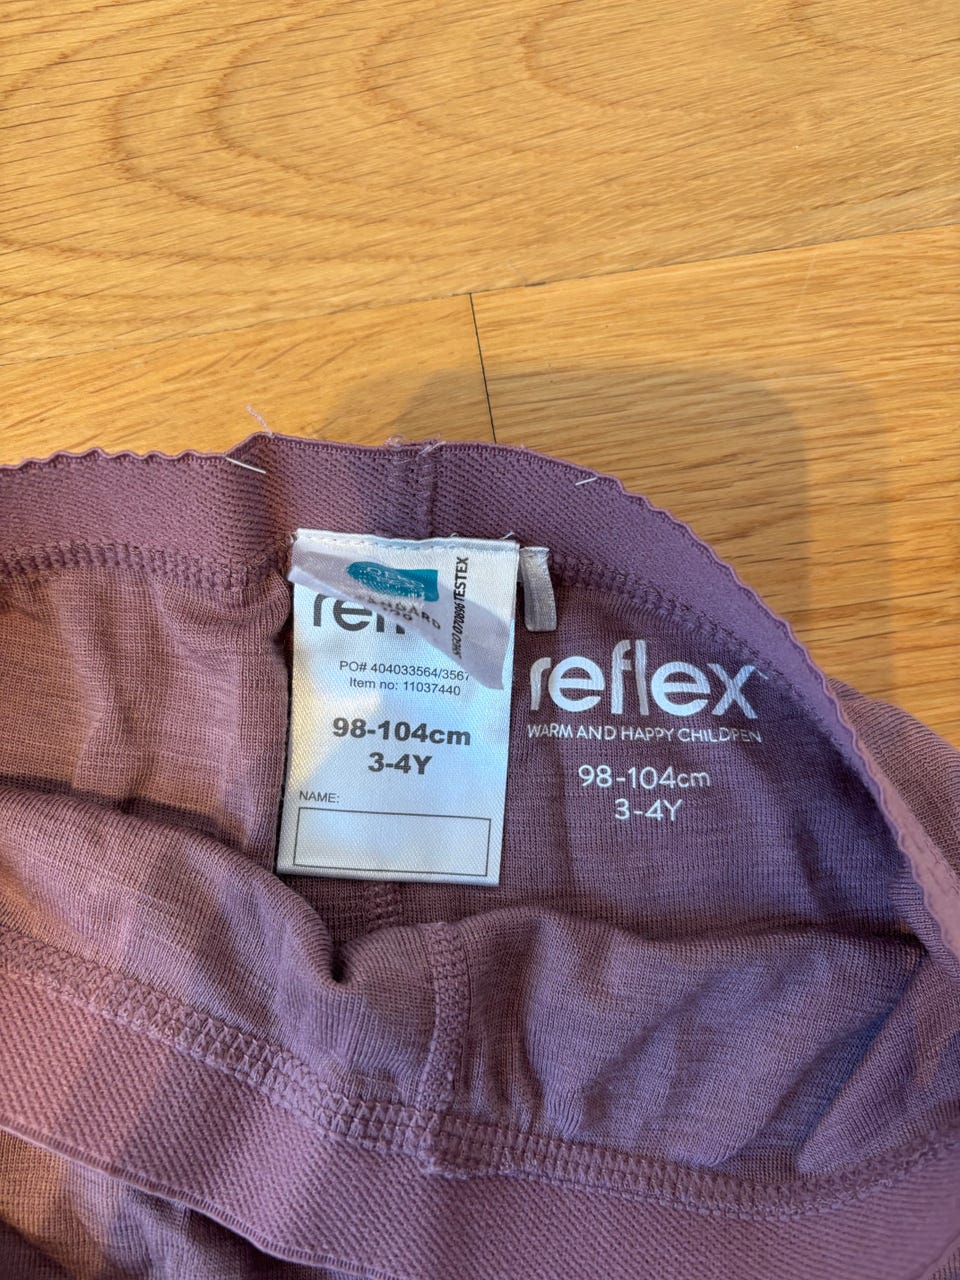 STANDARD
TESTEX
PO# 404033564/3567
Item no: 11037440
98-104cm
3-4Y
NAME:
reflex
WARM AND HAPPY CHILDREN
98-104cm
3-4Y